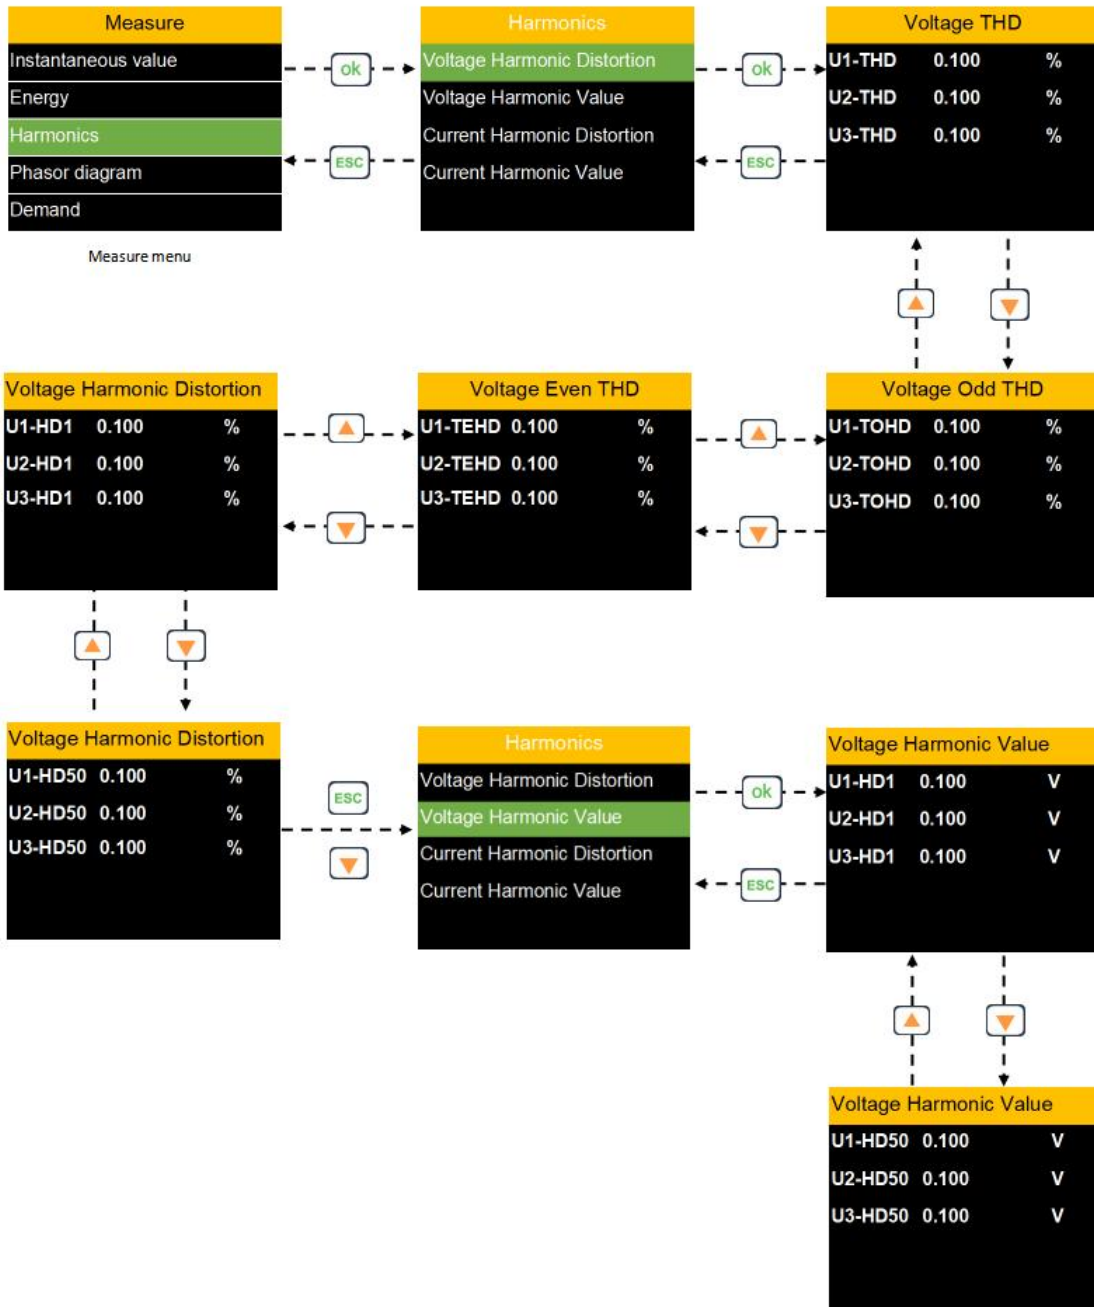 Measure
Instantaneous value
Energy
Harmonics
Phasor diagram
Demand
Measure menu
ok
ESC
Harmonics
Voltage Harmonic Distortion
Voltage Harmonic Value
Current Harmonic Distortion
Current Harmonic Value
ok
ESC
Voltage THD
U1-THD 0.100 %
U2-THD 0.100 %
U3-THD 0.100 %
Voltage Harmonic Distortion
U1-HD1 0.100 %
U2-HD1 0.100 %
U3-HD1 0.100 %
Voltage Even THD
U1-TEHD 0.100 %
U2-TEHD 0.100 %
U3-TEHD 0.100 %
Voltage Odd THD
U1-TOHD 0.100 %
U2-TOHD 0.100 %
U3-TOHD 0.100 %
Voltage Harmonic Distortion
U1-HD50 0.100 %
U2-HD50 0.100 %
U3-HD50 0.100 %
ESC
Harmonics
Voltage Harmonic Distortion
Voltage Harmonic Value
Current Harmonic Distortion
Current Harmonic Value
ok
ESC
Voltage Harmonic Value
U1-HD1 0.100 V
U2-HD1 0.100 V
U3-HD1 0.100 V
Voltage Harmonic Value
U1-HD50 0.100 V
U2-HD50 0.100 V
U3-HD50 0.100 V